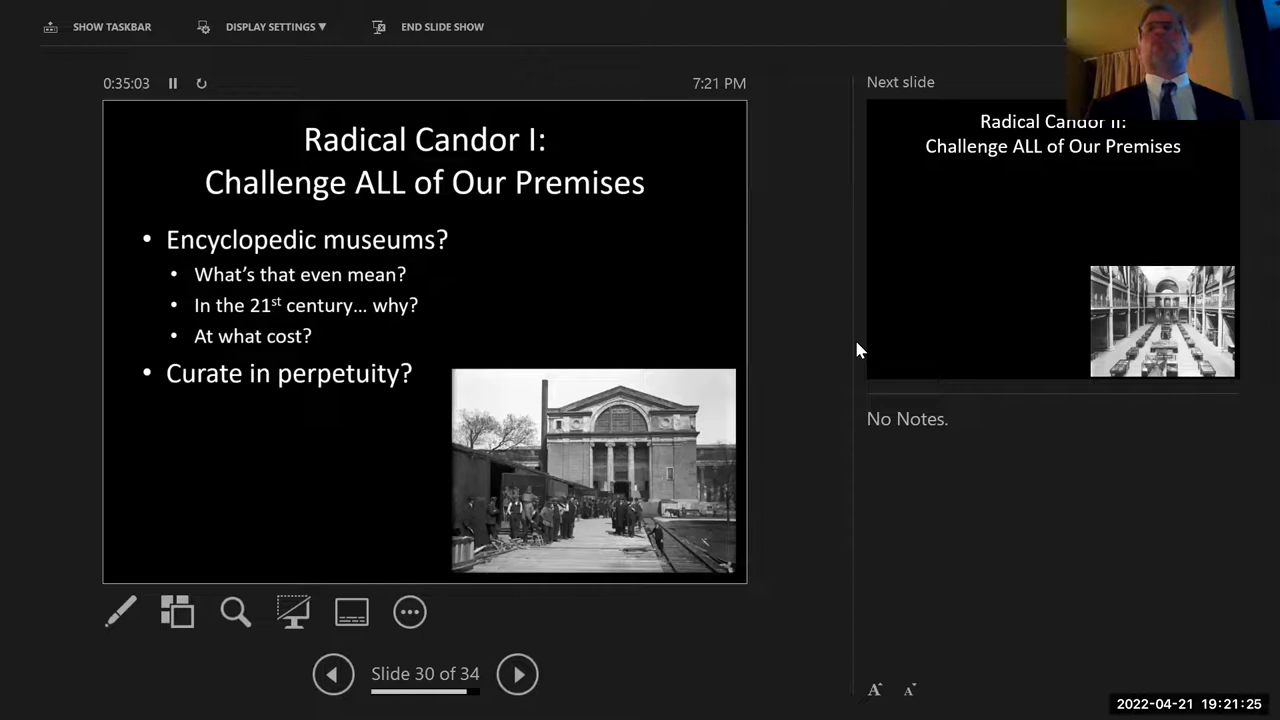 SHOW TASKBAR
DISPLAY SETTINGS ▼
END SLIDE SHOW
0:35:03
7:21 PM
Radical Candor I:
Challenge ALL of Our Premises
• Encyclopedic museums?
• What's that even mean?
• In the 21st century... why?
• At what cost?
• Curate in perpetuity?
Slide 30 of 34
Next slide
Radical Candor II:
Challenge ALL of Our Premises
No Notes.
A A
2022-04-21 19:21:25